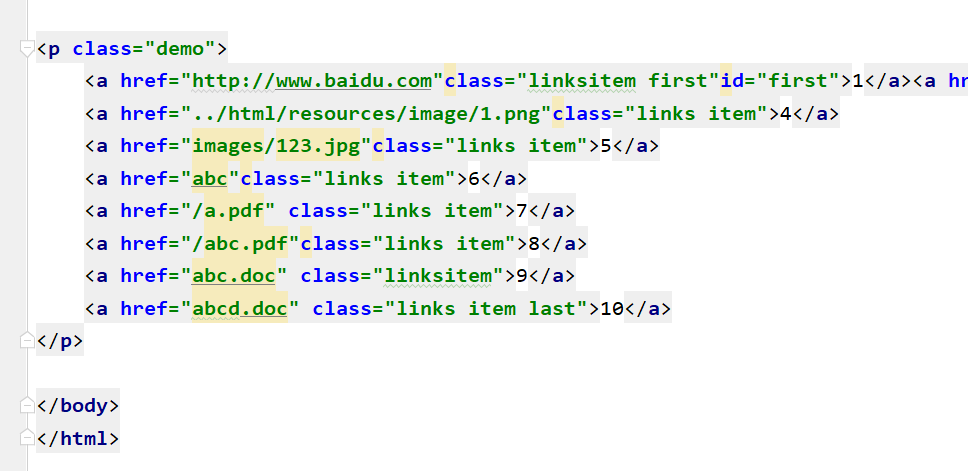 <p class="demo">
<a href="http://www.baidu.com"class="linksitem first"id="first">1</a><a hr
<a href="../html/resources/image/1.png"class="links item">4</a>
<a href="images/123.jpg"class="links item">5</a>
<a href="abc"class="links item">6</a>
<a href="/a.pdf" class="links item">7</a>
<a href="/abc.pdf"class="links item">8</a>
<a href="abc.doc" class="linksitem">9</a>
<a href="abcd.doc" class="links item last">10</a>
</p>
</body>
</html>